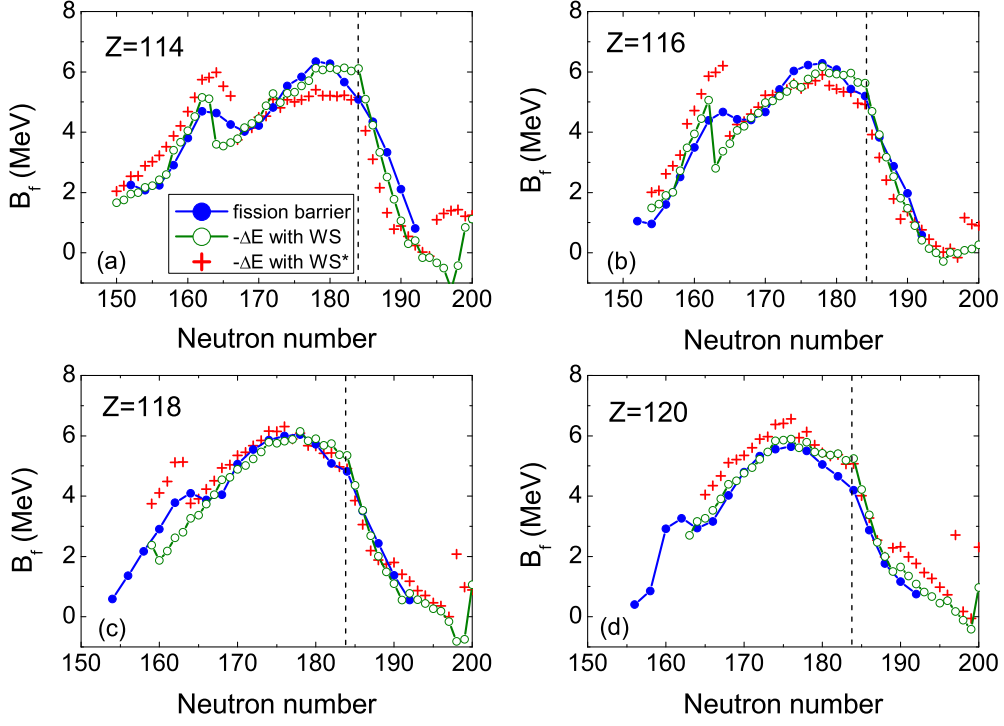 Z=114
B_f (MeV)
8
6
4
2
0
fission barrier
-ΔE with WS
-ΔE with WS*
(a)
150 160 170 180 190 200
Neutron number
Z=116
B_f (MeV)
8
6
4
2
0
(b)
150 160 170 180 190 200
Neutron number
Z=118
B_f (MeV)
8
6
4
2
0
(c)
150 160 170 180 190 200
Neutron number
Z=120
B_f (MeV)
8
6
4
2
0
(d)
150 160 170 180 190 200
Neutron number